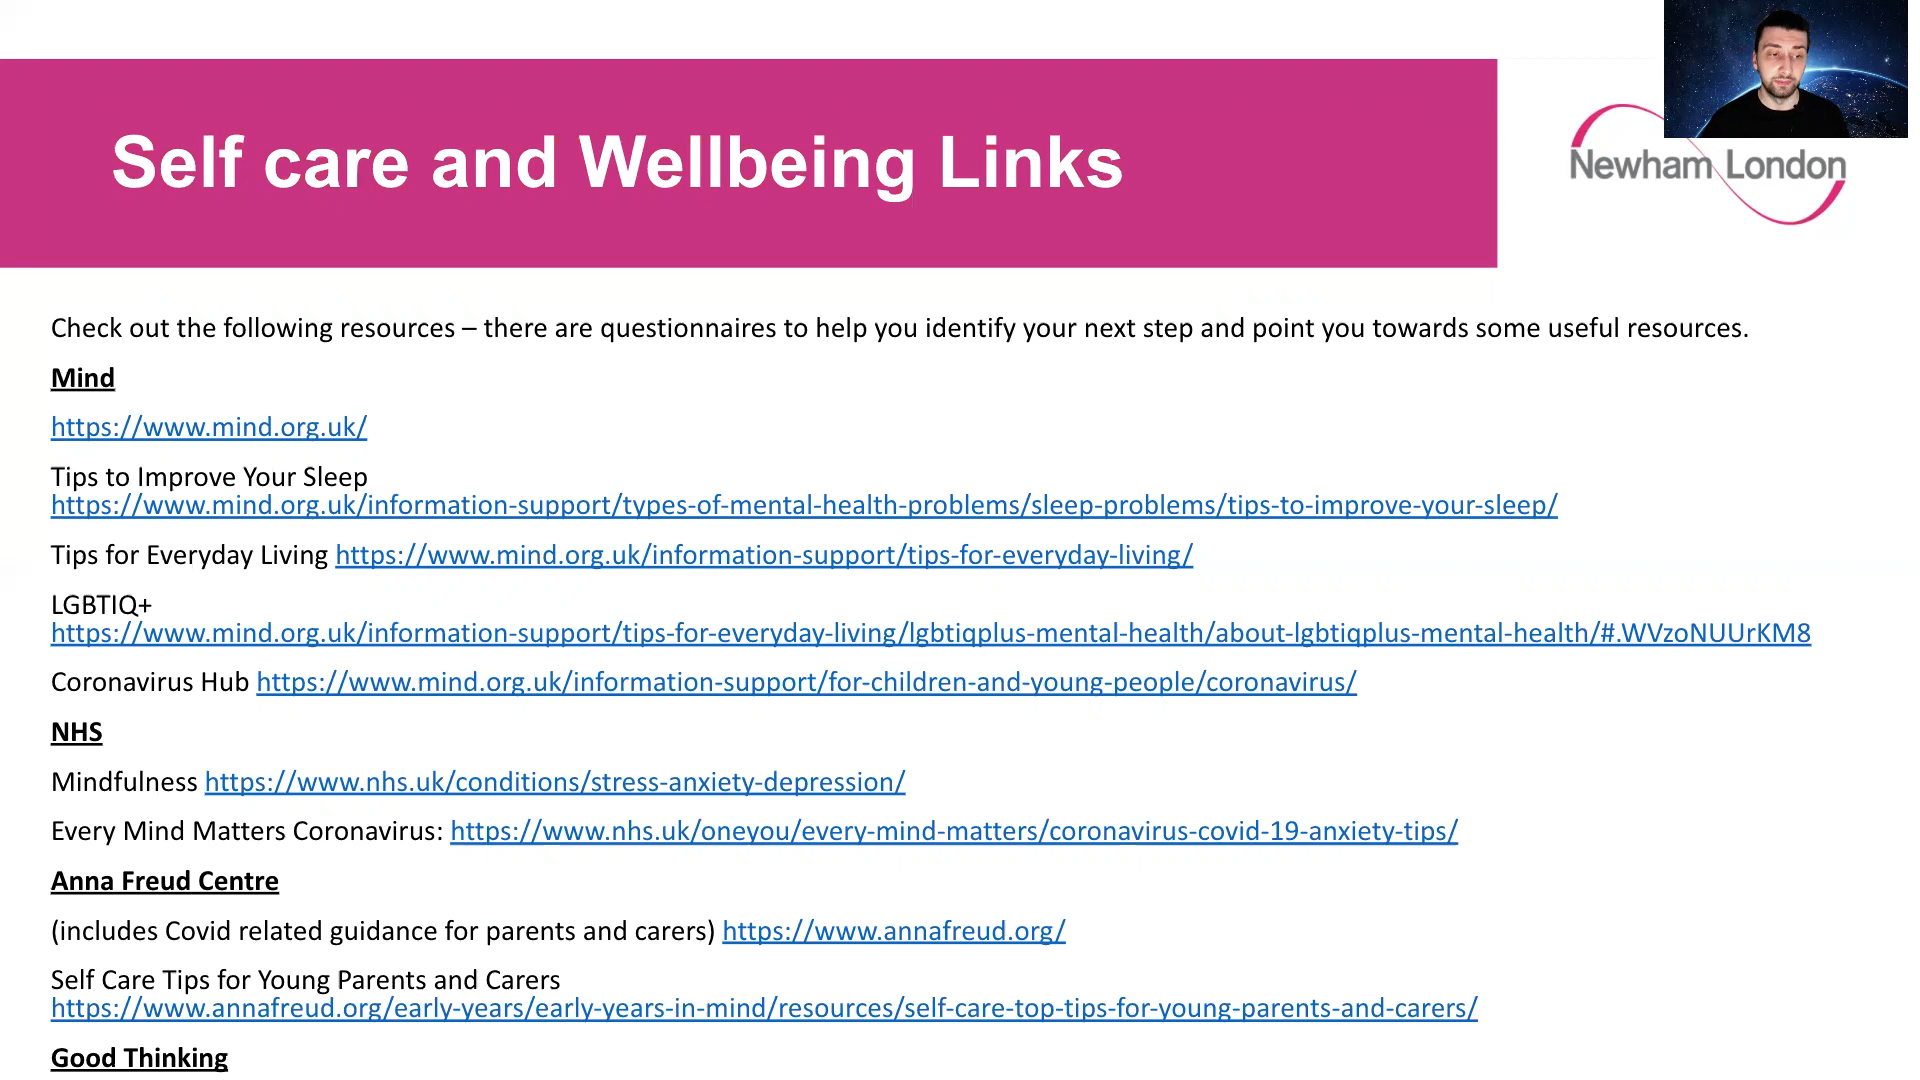 Self care and Wellbeing Links
Newham London
Check out the following resources – there are questionnaires to help you identify your next step and point you towards some useful resources.
Mind
https://www.mind.org.uk/
Tips to Improve Your Sleep
https://www.mind.org.uk/information-support/types-of-mental-health-problems/sleep-problems/tips-to-improve-your-sleep/
Tips for Everyday Living https://www.mind.org.uk/information-support/tips-for-everyday-living/
LGBTIQ+
https://www.mind.org.uk/information-support/tips-for-everyday-living/lgbtiqplus-mental-health/about-lgbtiqplus-mental-health/#.WVzoNUUrKM8
Coronavirus Hub https://www.mind.org.uk/information-support/for-children-and-young-people/coronavirus/
NHS
Mindfulness https://www.nhs.uk/conditions/stress-anxiety-depression/
Every Mind Matters Coronavirus: https://www.nhs.uk/oneyou/every-mind-matters/coronavirus-covid-19-anxiety-tips/
Anna Freud Centre
(includes Covid related guidance for parents and carers) https://www.annafreud.org/
Self Care Tips for Young Parents and Carers
https://www.annafreud.org/early-years/early-years-in-mind/resources/self-care-top-tips-for-young-parents-and-carers/
Good Thinking